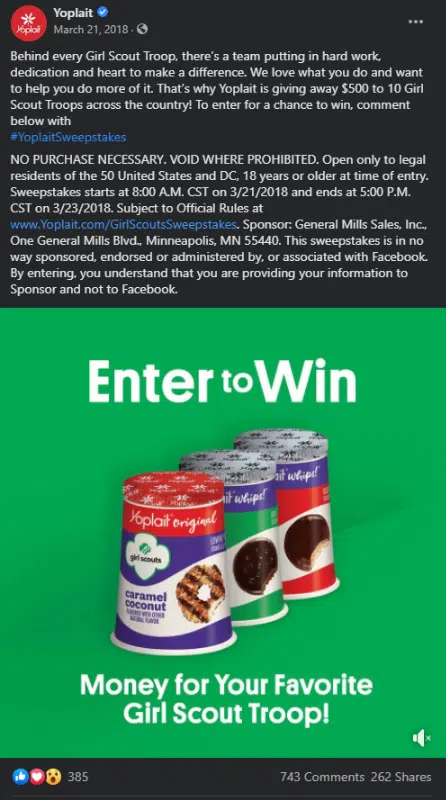 Yoplait
March 21, 2018 ·
Behind every Girl Scout Troop, there's a team putting in hard work,
dedication and heart to make a difference. We love what you do and want
to help you do more of it. That's why Yoplait is giving away $500 to 10 Girl
Scout Troops across the country! To enter for a chance to win, comment
below with
#YoplaitSweepstakes
NO PURCHASE NECESSARY. VOID WHERE PROHIBITED. Open only to legal
residents of the 50 United States and DC, 18 years or older at time of entry.
Sweepstakes starts at 8:00 A.M. CST on 3/21/2018 and ends at 5:00 P.M.
CST on 3/23/2018. Subject to Official Rules at
www.Yoplait.com/GirlScoutsSweepstakes. Sponsor: General Mills Sales, Inc.,
One General Mills Blvd., Minneapolis, MN 55440. This sweepstakes is in no
way sponsored, endorsed or administered by, or associated with Facebook.
By entering, you understand that you are providing your information to
Sponsor and not to Facebook.
Enter to Win
it whips!
it whips!
Yoplait original
girl scouts
caramel
coconut
FLAVORED WITH OTHER
NATURAL FLAVOR
Money for Your Favorite
Girl Scout Troop!
385
743 Comments 262 Shares